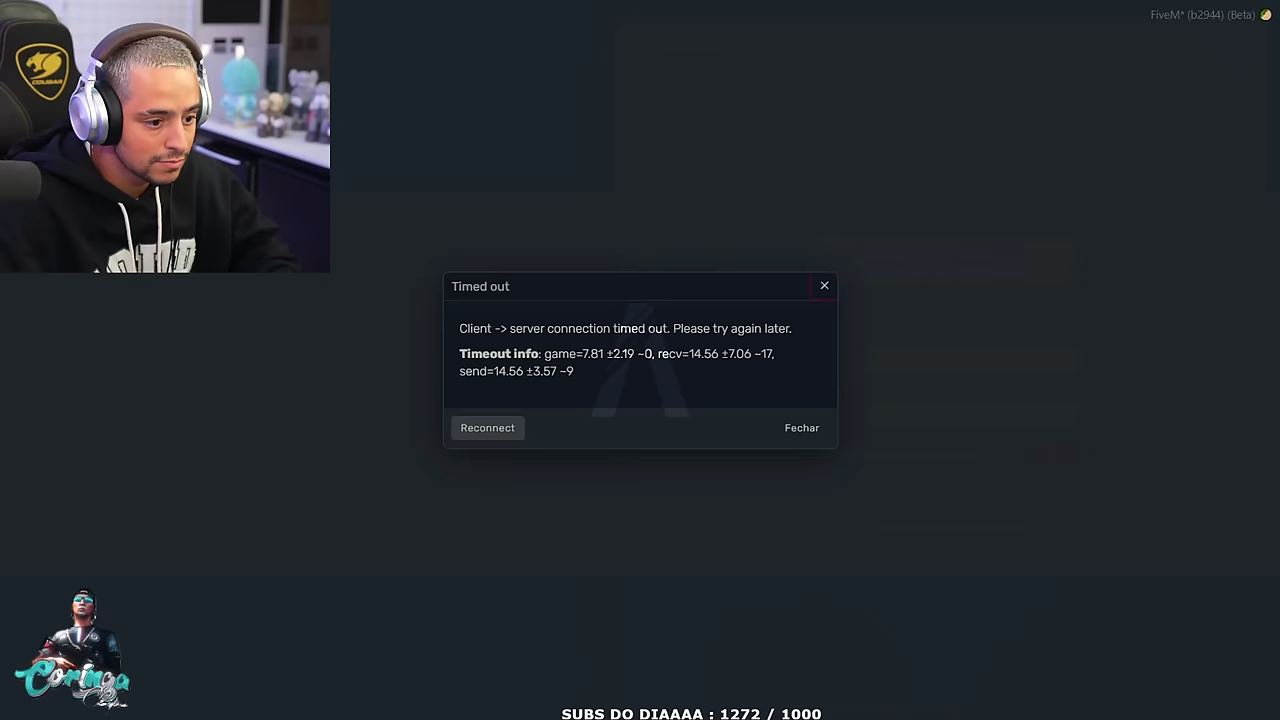 FiveM* (b2944) (Beta)
COUGAR
Timed out
Client -> server connection timed out. Please try again later.
Timeout info: game=7.81 ±2.19 ~0, recv=14.56 ±7.06 ~17,
send=14.56 ±3.57 ~9
Reconnect
Fechar
Coringa
SUBS DO DIAAAA : 1272 / 1000